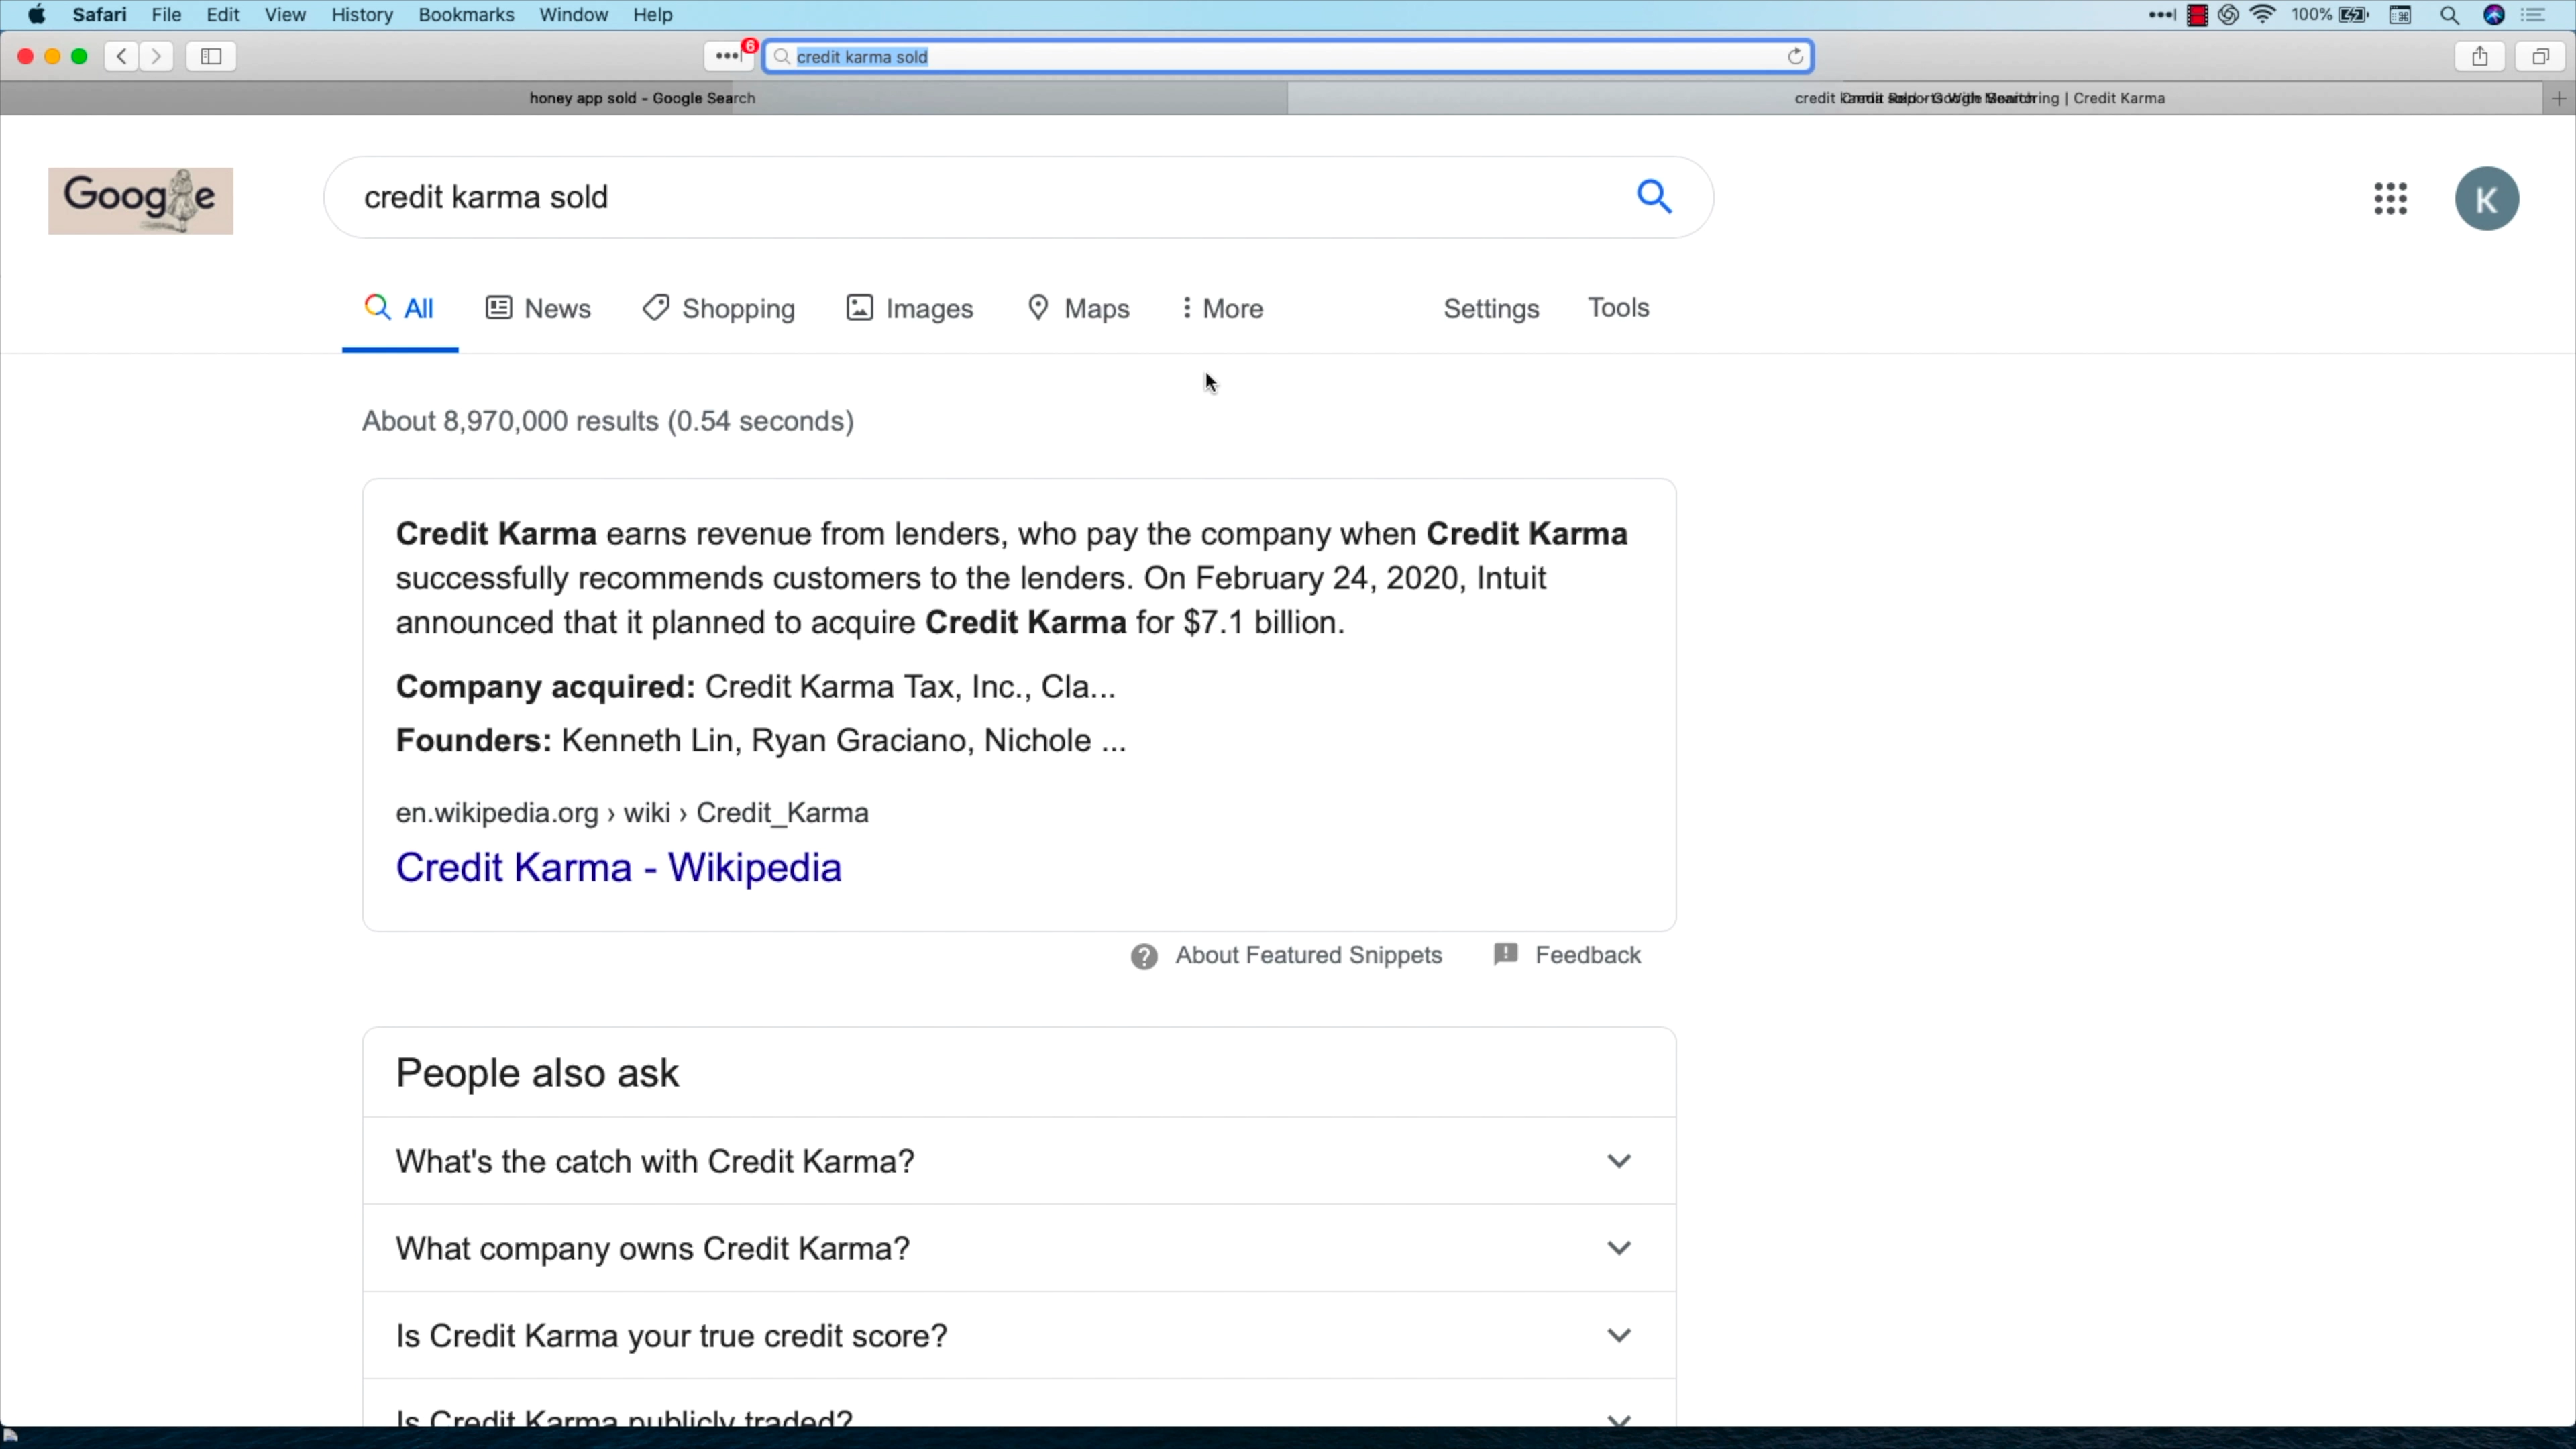 Safari File Edit View History Bookmarks Window Help
100%
6
credit karma sold
honey app sold - Google Search
Credit Karma
Google
credit karma sold
K
All News Shopping Images Maps More Settings Tools
About 8,970,000 results (0.54 seconds)
Credit Karma earns revenue from lenders, who pay the company when Credit Karma
successfully recommends customers to the lenders. On February 24, 2020, Intuit
announced that it planned to acquire Credit Karma for $7.1 billion.
Company acquired: Credit Karma Tax, Inc., Cla...
Founders: Kenneth Lin, Ryan Graciano, Nichole ...
en.wikipedia.org › wiki › Credit_Karma
Credit Karma - Wikipedia
About Featured Snippets Feedback
People also ask
What's the catch with Credit Karma?
What company owns Credit Karma?
Is Credit Karma your true credit score?
Is Credit Karma publicly traded?